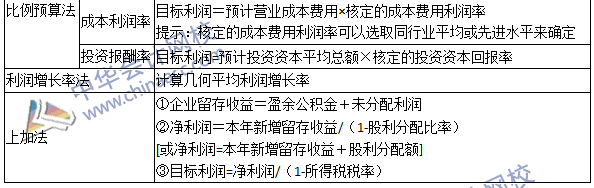 比例预算法
成本利润率
目标利润=预计营业成本费用×核定的成本费用利润率
提示：核定的成本费用利润率可以选取同行业平均或先进水平来确定
投资报酬率
目标利润=预计投资资本平均总额×核定的投资资本回报率
利润增长率法
计算几何平均利润增长率
上加法
①企业留存收益＝盈余公积金＋未分配利润
②净利润＝本年新增留存收益/（1-股利分配比率）
[或净利润=本年新增留存收益＋股利分配额]
③目标利润=净利润/（1-所得税税率）
中华会计网校